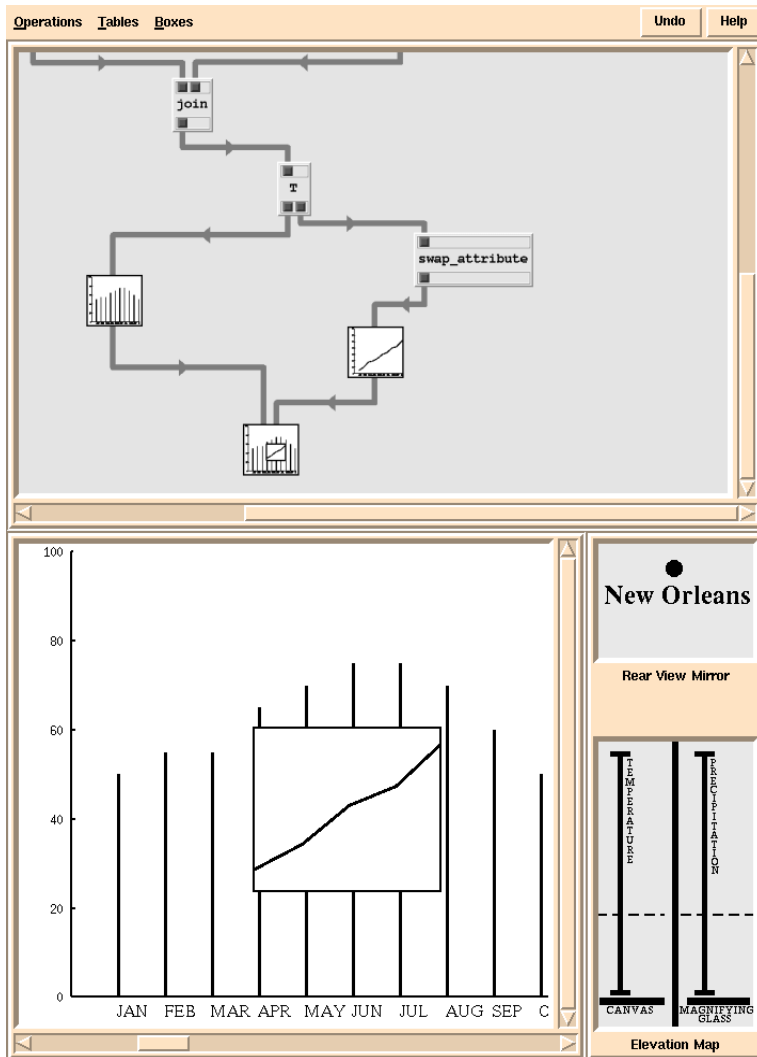 Operations Tables Boxes Undo Help
join
T
swap_attribute
100
80
60
40
20
0
JAN FEB MAR APR MAY JUN JUL AUG SEP
New Orleans
Rear View Mirror
TEMPERATURE
PRECIPITATION
CANVAS
MAGNIFYING
GLASS
Elevation Map